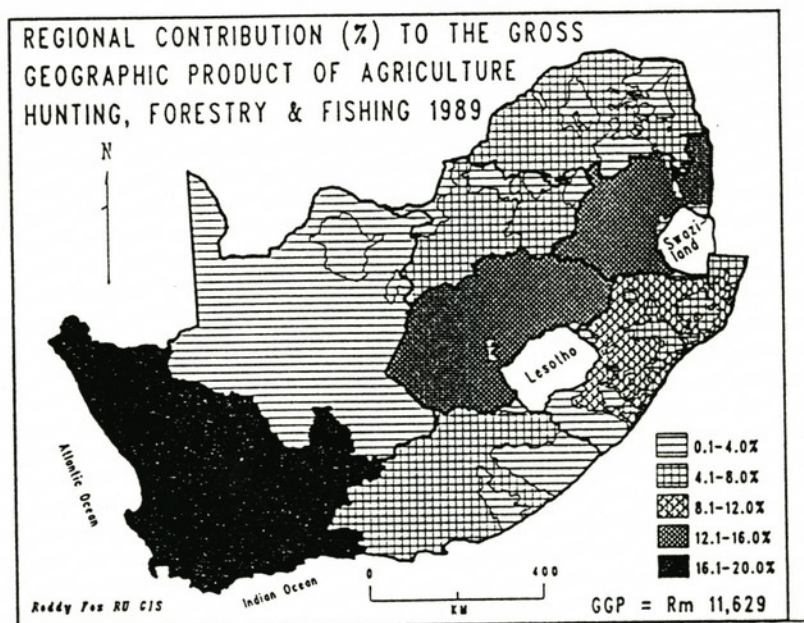 REGIONAL CONTRIBUTION (%) TO THE GROSS
GEOGRAPHIC PRODUCT OF AGRICULTURE
HUNTING, FORESTRY & FISHING 1989
N
Swazi-
land
Lesotho
Atlantic Ocean
Indian Ocean
0.1-4.0%
4.1-8.0%
8.1-12.0%
12.1-16.0%
16.1-20.0%
0 400
KM
Roddy Fox RU GIS
GGP = Rm 11,629